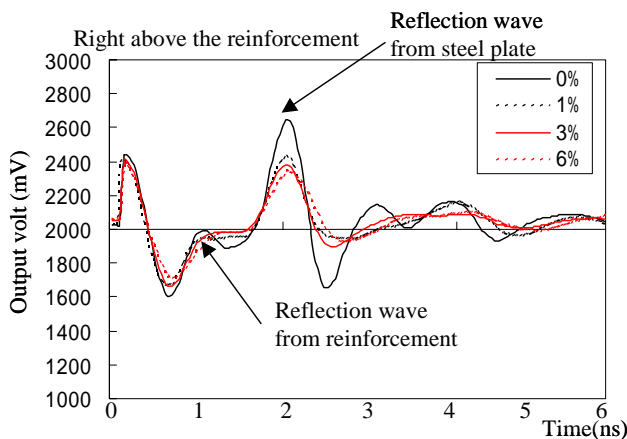 Right above the reinforcement
Reflection wave
from steel plate
3000
2800
2600
2400
2200
2000
1800
1600
1400
1200
1000
Output volt (mV)
0%
1%
3%
6%
Reflection wave
from reinforcement
0 1 2 3 4 5 6
Time(ns)